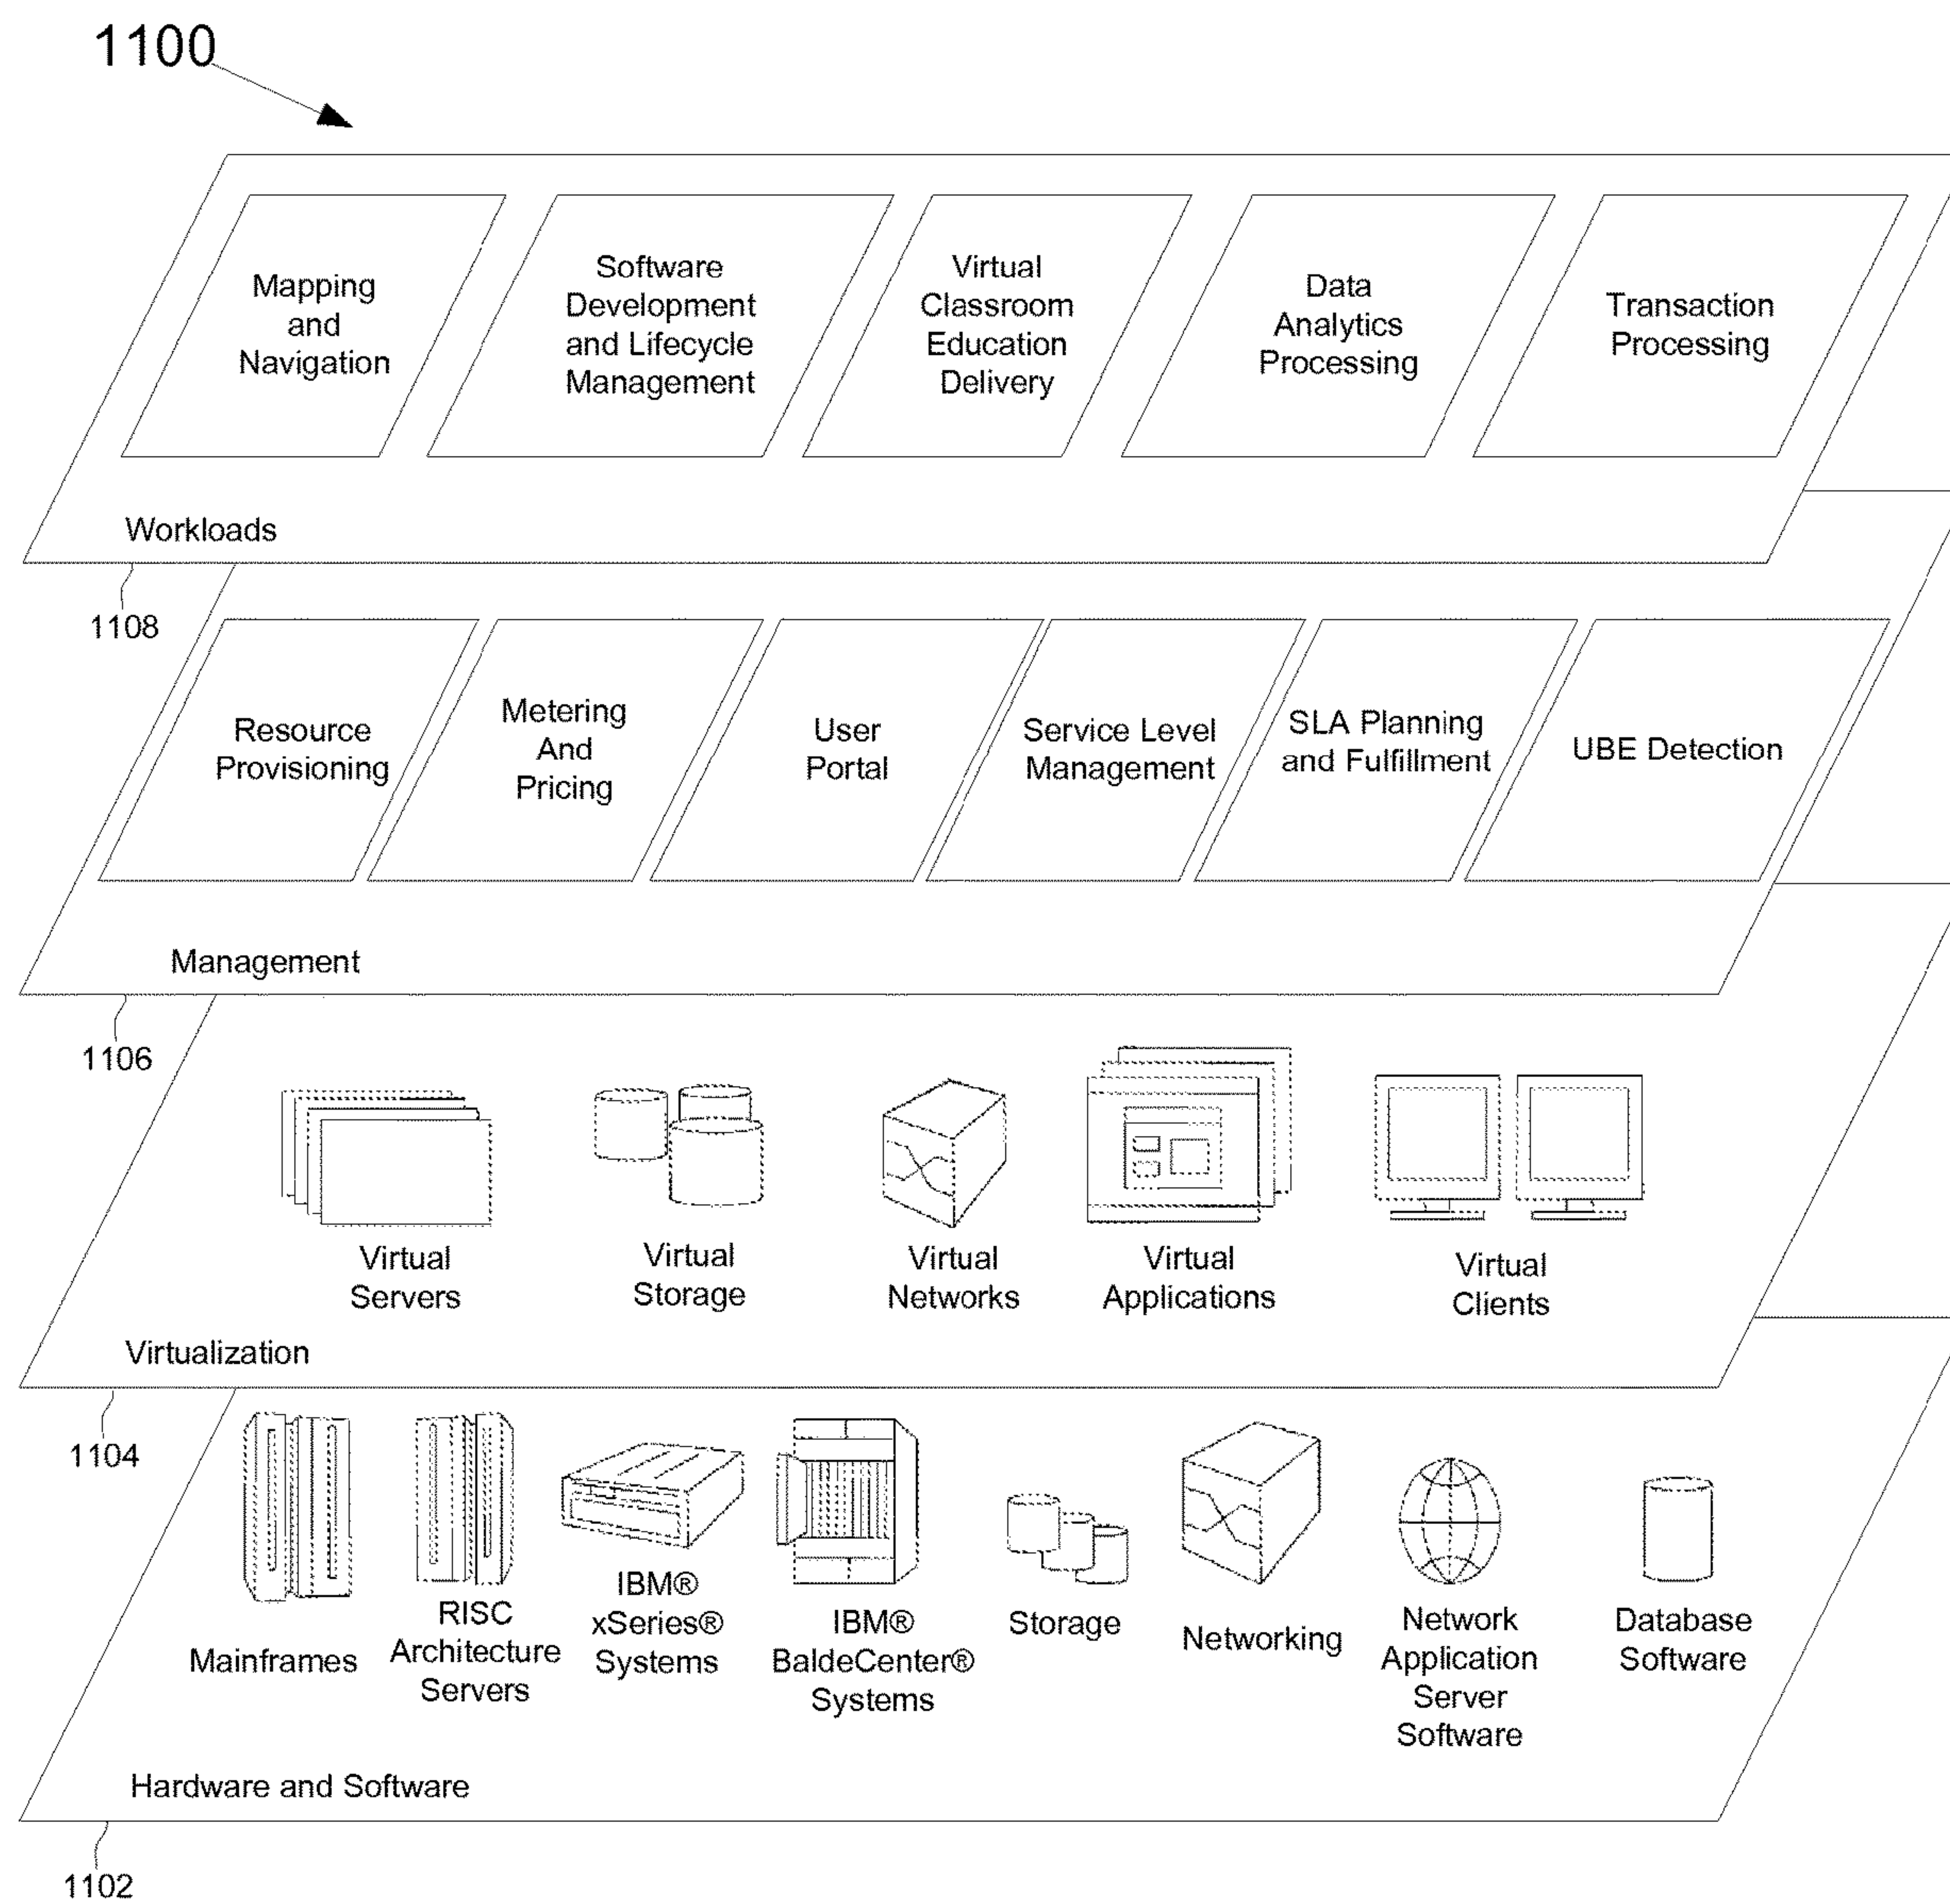 1100
Mapping
and
Navigation
Software
Development
and Lifecycle
Management
Virtual
Classroom
Education
Delivery
Data
Analytics
Processing
Transaction
Processing
Workloads
1108
Resource
Provisioning
Metering
And
Pricing
User
Portal
Service Level
Management
SLA Planning
and Fulfillment
UBE Detection
Management
1106
Virtual
Servers
Virtual
Storage
Virtual
Networks
Virtual
Applications
Virtual
Clients
Virtualization
1104
Mainframes
RISC
Architecture
Servers
IBM®
xSeries®
Systems
IBM®
BaldeCenter®
Systems
Storage
Networking
Network
Application
Server
Software
Database
Software
Hardware and Software
1102